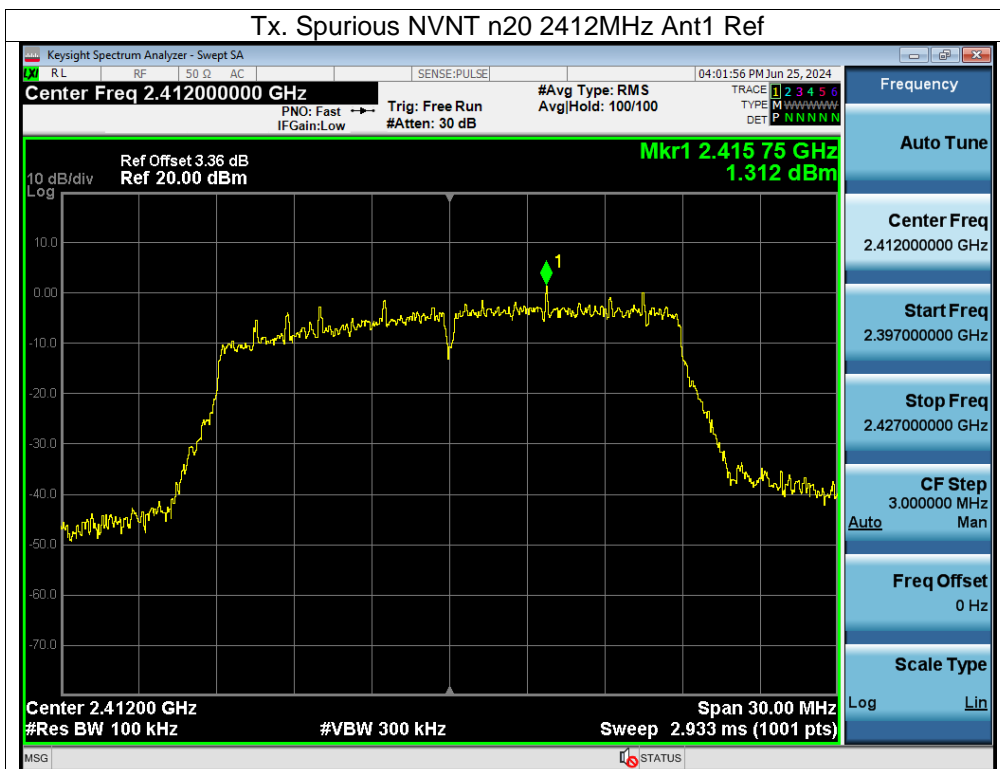 Tx. Spurious NVNT n20 2412MHz Ant1 Ref
Keysight Spectrum Analyzer - Swept SA
LXI RL RF 50 Ω AC SENSE:PULSE 04:01:56 PM Jun 25, 2024
Center Freq 2.412000000 GHz
PNO: Fast
IFGain:Low
Trig: Free Run
#Atten: 30 dB
#Avg Type: RMS
Avg|Hold: 100/100
TRACE 1 2 3 4 5 6
TYPE M WWWWW
DET P N N N N N
Mkr1 2.415 75 GHz
1.312 dBm
Ref Offset 3.36 dB
10 dB/div Ref 20.00 dBm
Log
10.0
0.00
-10.0
-20.0
-30.0
-40.0
-50.0
-60.0
-70.0
1
Center 2.41200 GHz Span 30.00 MHz
#Res BW 100 kHz #VBW 300 kHz Sweep 2.933 ms (1001 pts)
MSG STATUS
Frequency
Auto Tune
Center Freq
2.412000000 GHz
Start Freq
2.397000000 GHz
Stop Freq
2.427000000 GHz
CF Step
3.000000 MHz
Auto Man
Freq Offset
0 Hz
Scale Type
Log Lin